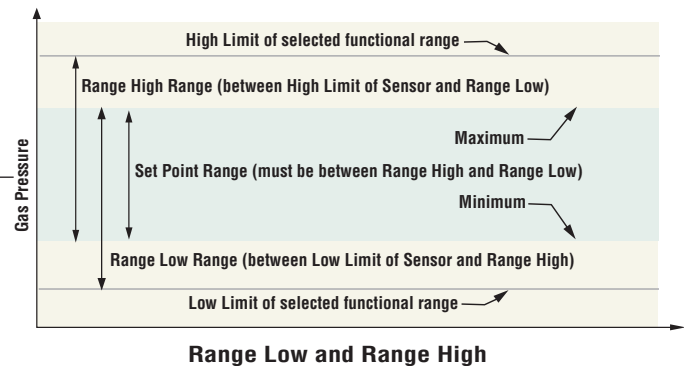 High Limit of selected functional range
Range High Range (between High Limit of Sensor and Range Low)
Maximum
Set Point Range (must be between Range High and Range Low)
Minimum
Range Low Range (between Low Limit of Sensor and Range High)
Low Limit of selected functional range
Gas Pressure
Range Low and Range High